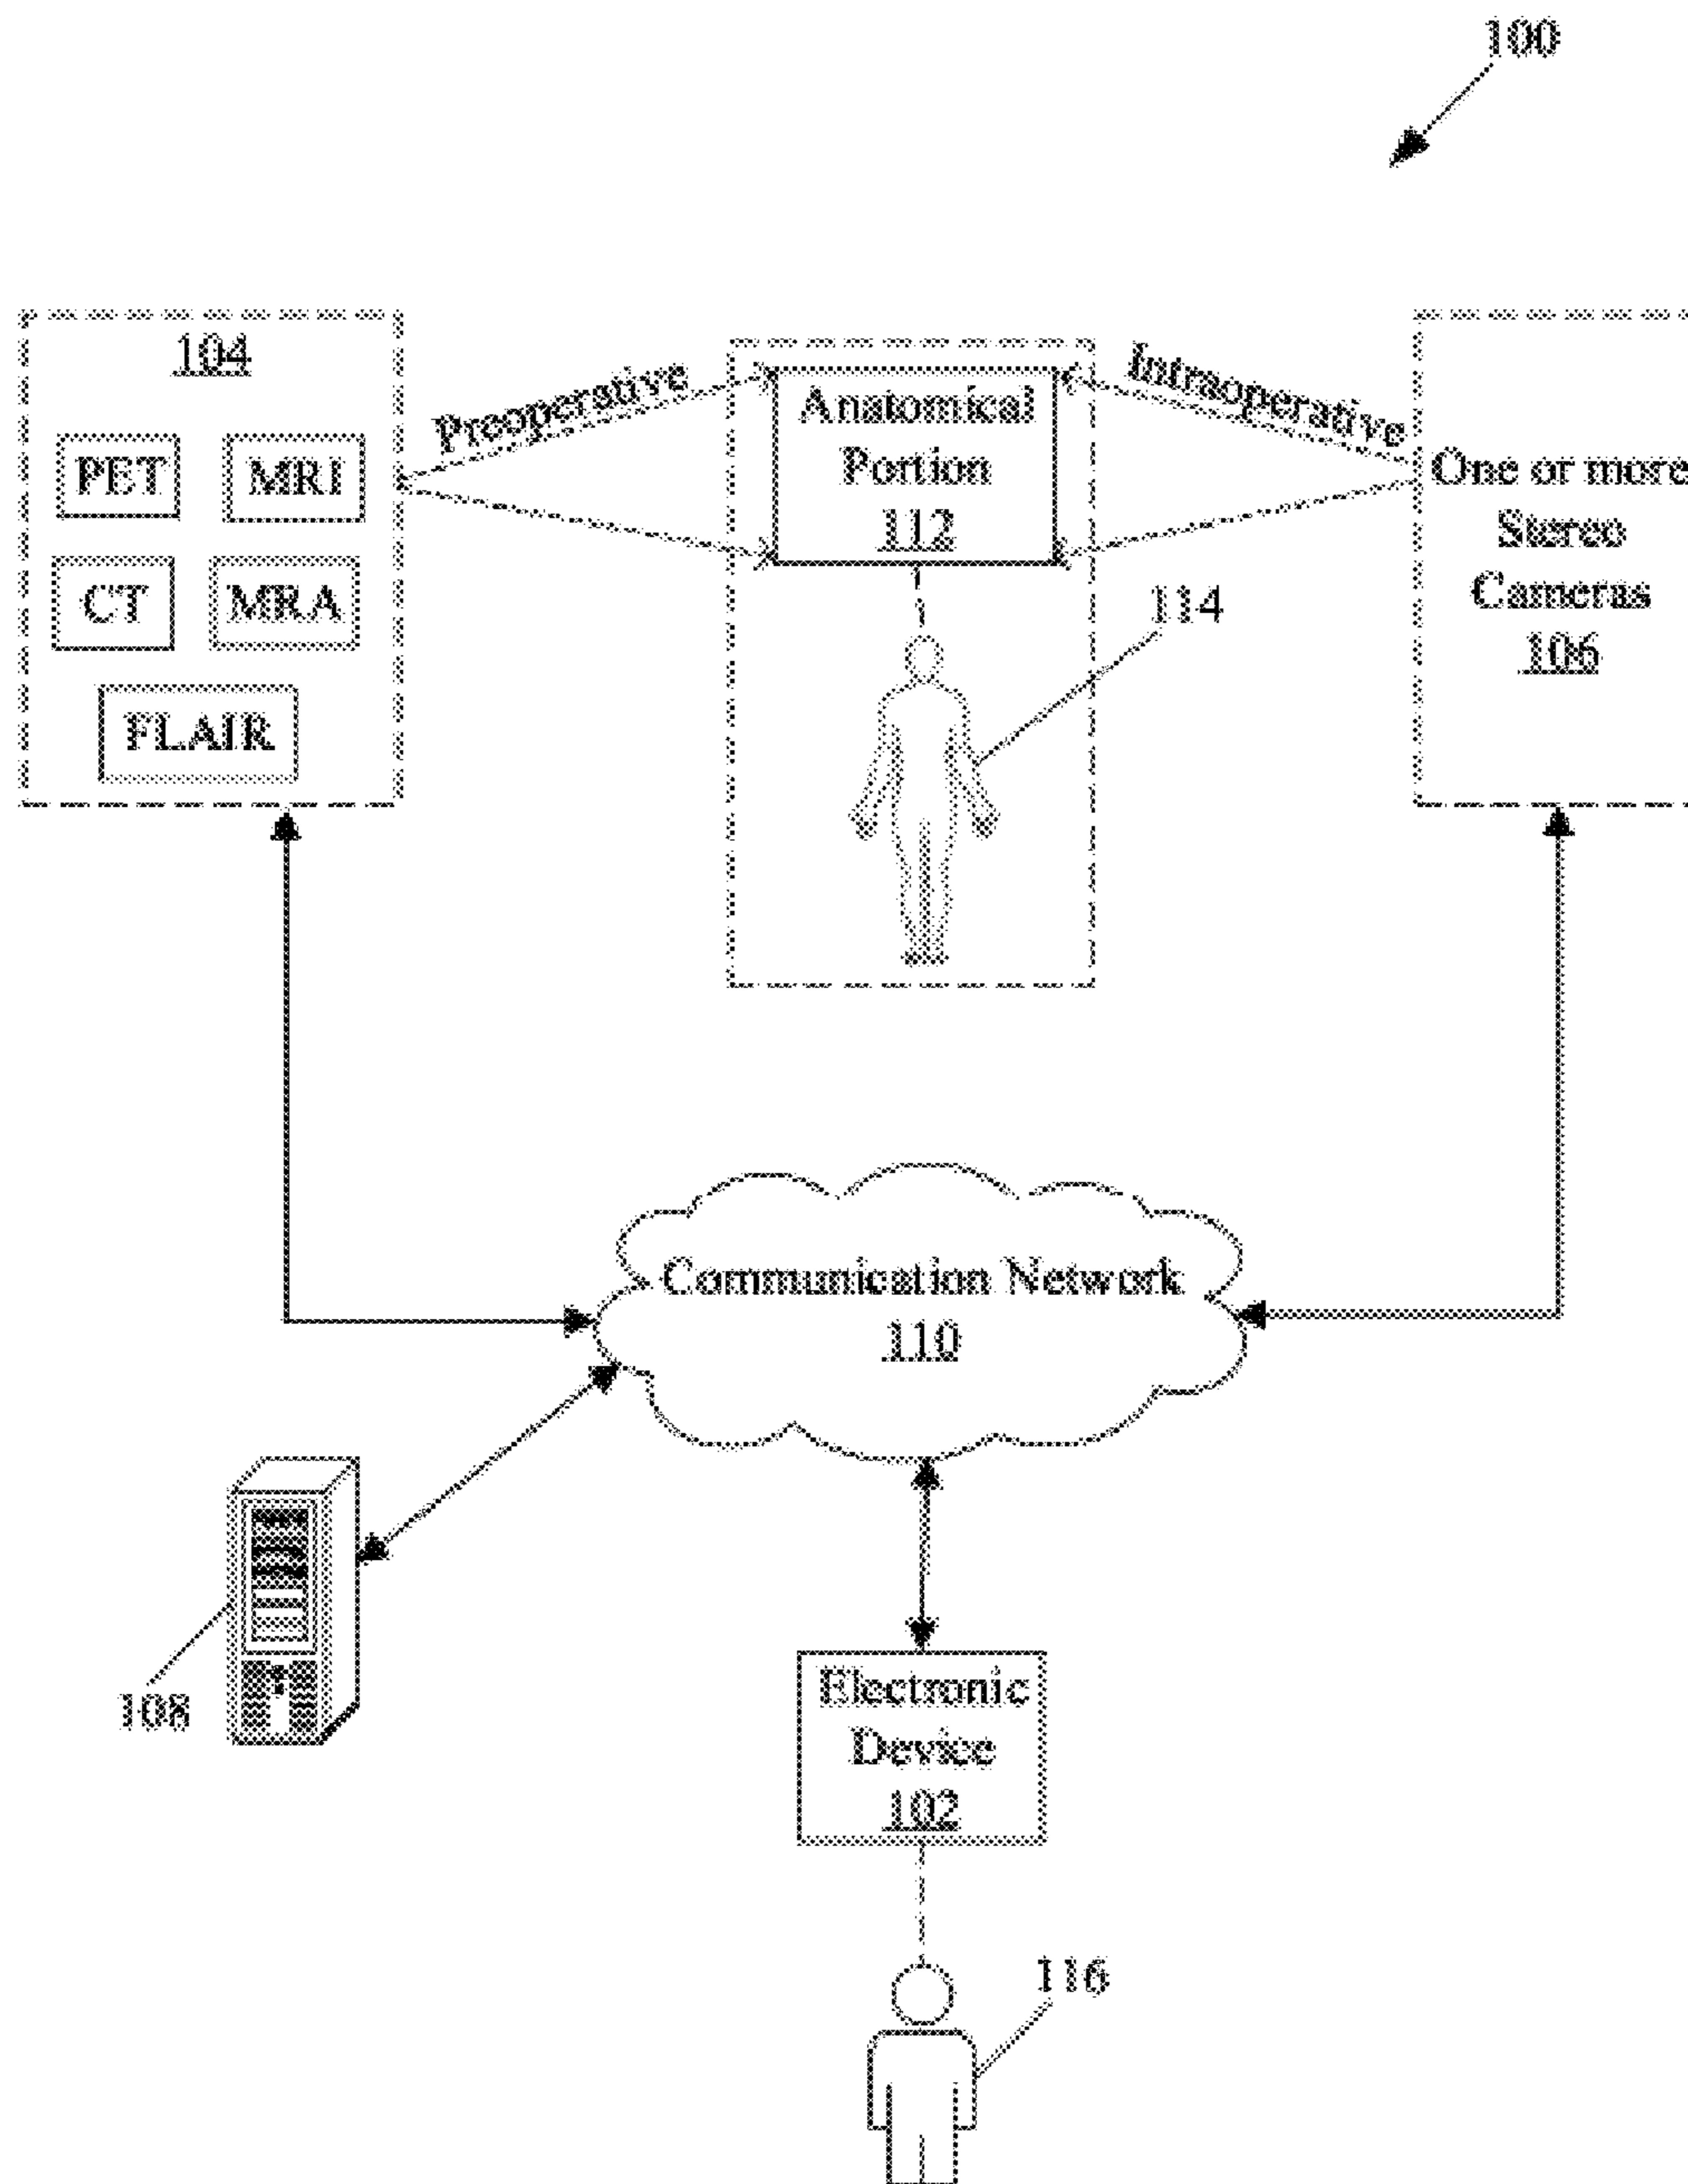 100
104
PET
MRI
CT
MRA
FLAIR
Preoperative
Anatomical
Portion
112
Intraoperative
One or more
Stereo
Cameras
106
114
Communication Network
110
108
Electronic
Device
102
116